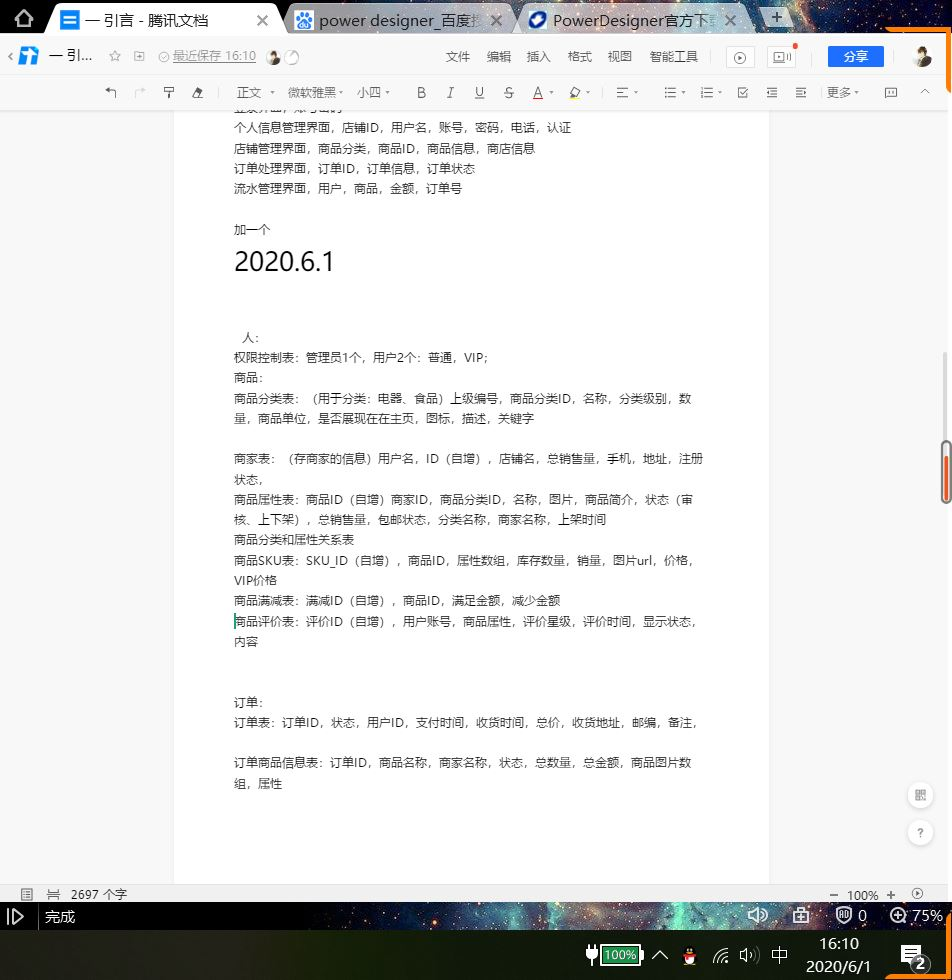 一 引言 - 腾讯文档
power designer_百度
PowerDesigner官方下
一 引...
最近保存 16:10
文件 编辑 插入 格式 视图 智能工具
分享
正文 微软雅黑 小四 B I U S A 更多
个人信息管理界面，店铺ID，用户名，账号，密码，电话，认证
店铺管理界面，商品分类，商品ID，商品信息，商店信息
订单处理界面，订单ID，订单信息，订单状态
流水管理界面，用户，商品，金额，订单号
加一个
2020.6.1
人：
权限控制表：管理员1个，用户2个：普通，VIP；
商品：
商品分类表：（用于分类：电器、食品）上级编号，商品分类ID，名称，分类级别，数
量，商品单位，是否展现在在主页，图标，描述，关键字
商家表：（存商家的信息）用户名，ID（自增），店铺名，总销售量，手机，地址，注册
状态，
商品属性表：商品ID（自增）商家ID，商品分类ID，名称，图片，商品简介，状态（审
核、上下架），总销售量，包邮状态，分类名称，商家名称，上架时间
商品分类和属性关系表
商品SKU表：SKU_ID（自增），商品ID，属性数组，库存数量，销量，图片url，价格，
VIP价格
商品满减表：满减ID（自增），商品ID，满足金额，减少金额
商品评价表：评价ID（自增），用户账号，商品属性，评价星级，评价时间，显示状态，
内容
订单：
订单表：订单ID，状态，用户ID，支付时间，收货时间，总价，收货地址，邮编，备注，
订单商品信息表：订单ID，商品名称，商家名称，状态，总数量，总金额，商品图片数
组，属性
?
2697 个字
100%
完成
AD 0
75%
100%
中
16:10
2020/6/1
2